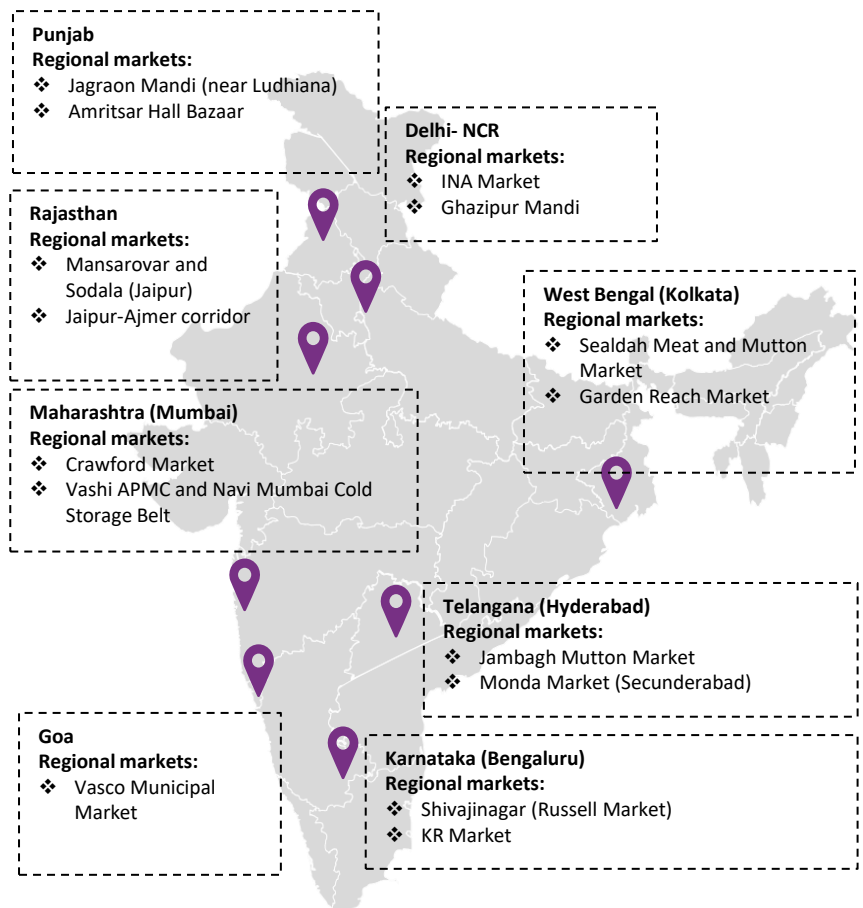 Punjab
Regional markets:
❖ Jagraon Mandi (near Ludhiana)
❖ Amritsar Hall Bazaar
Delhi- NCR
Regional markets:
❖ INA Market
❖ Ghazipur Mandi
Rajasthan
Regional markets:
❖ Mansarovar and
Sodala (Jaipur)
❖ Jaipur-Ajmer corridor
West Bengal (Kolkata)
Regional markets:
❖ Sealdah Meat and Mutton
Market
❖ Garden Reach Market
Maharashtra (Mumbai)
Regional markets:
❖ Crawford Market
❖ Vashi APMC and Navi Mumbai Cold
Storage Belt
Telangana (Hyderabad)
Regional markets:
❖ Jambagh Mutton Market
❖ Monda Market (Secunderabad)
Goa
Regional markets:
❖ Vasco Municipal
Market
Karnataka (Bengaluru)
Regional markets:
❖ Shivajinagar (Russell Market)
❖ KR Market